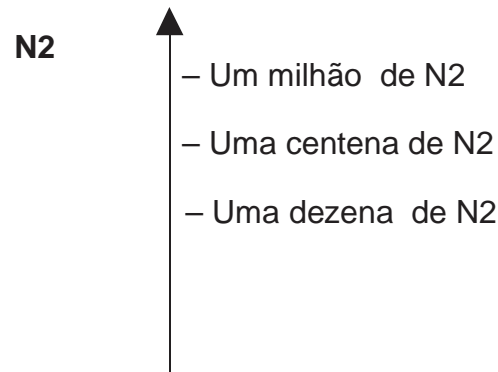 N2
– Um milhão de N2
– Uma centena de N2
– Uma dezena de N2